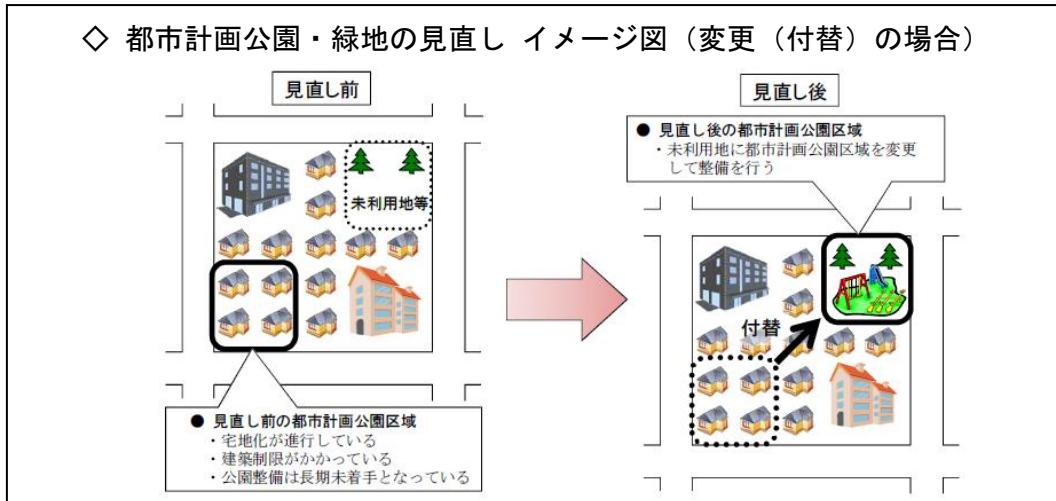 ◇ 都市計画公園・緑地の見直し イメージ図（変更（付替）の場合）
見直し前
未利用地等
● 見直し前の都市計画公園区域
・宅地化が進行している
・建築制限がかかっている
・公園整備は長期未着手となっている
見直し後
● 見直し後の都市計画公園区域
・未利用地に都市計画公園区域を変更
して整備を行う
付替